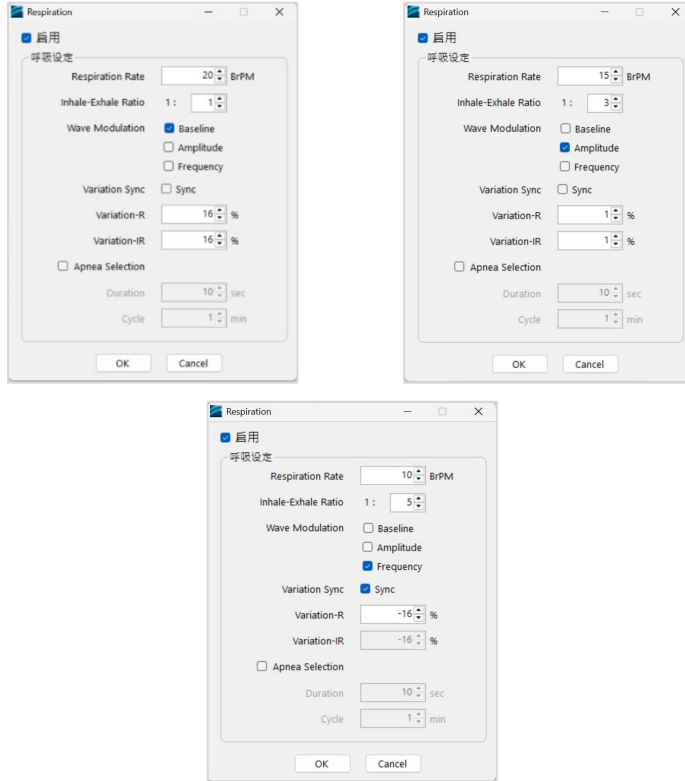 Respiration
启用
呼吸设定
Respiration Rate 20 BrPM
Inhale-Exhale Ratio 1 : 1
Wave Modulation Baseline
Amplitude
Frequency
Variation Sync Sync
Variation-R 16 %
Variation-IR 16 %
Apnea Selection
Duration 10 sec
Cycle 1 min
OK Cancel
Respiration
启用
呼吸设定
Respiration Rate 15 BrPM
Inhale-Exhale Ratio 1 : 3
Wave Modulation Baseline
Amplitude
Frequency
Variation Sync Sync
Variation-R 1 %
Variation-IR 1 %
Apnea Selection
Duration 10 sec
Cycle 1 min
OK Cancel
Respiration
启用
呼吸设定
Respiration Rate 10 BrPM
Inhale-Exhale Ratio 1 : 5
Wave Modulation Baseline
Amplitude
Frequency
Variation Sync Sync
Variation-R -16 %
Variation-IR -16 %
Apnea Selection
Duration 10 sec
Cycle 1 min
OK Cancel